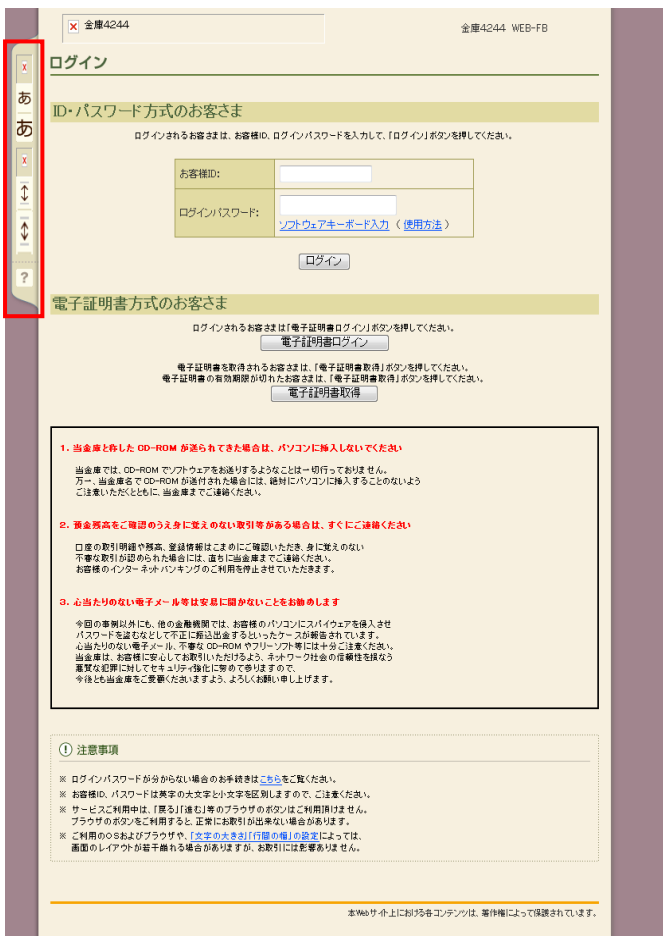 金庫4244
金庫4244 WEB-FB
ログイン
あ
あ
?
ID・パスワード方式のお客さま
ログインされるお客さまは、お客様ID、ログインパスワードを入力して、「ログイン」ボタンを押してください。
お客様ID:
ログインパスワード:
ソフトウェアキーボード入力 ( 使用方法 )
ログイン
電子証明書方式のお客さま
ログインされるお客さまは「電子証明書ログイン」ボタンを押してください。
電子証明書ログイン
電子証明書を取得されるお客さまは、「電子証明書取得」ボタンを押してください。
電子証明書の有効期限が切れたお客さまは、「電子証明書取得」ボタンを押してください。
電子証明書取得
1. 当金庫と称した CD-ROM が送られてきた場合は、パソコンに挿入しないでください
当金庫では、CD-ROM でソフトウェアをお送りするようなことは一切行っておりません。
万一、当金庫名で CD-ROM が送付された場合には、絶対にパソコンに挿入することのないよう
ご注意いただくとともに、当金庫までご連絡ください。
2. 預金残高をご確認のうえ身に覚えのない取引等がある場合は、すぐにご連絡ください
口座の取引明細や残高、登録情報はこまめにご確認いただき、身に覚えのない
不審な取引が認められた場合には、直ちに当金庫までご連絡ください。
お客様のインターネットバンキングのご利用を停止させていただきます。
3. 心当たりのない電子メール等は安易に開かないことをお勧めします
今回の事例以外にも、他の金融機関では、お客様のパソコンにスパイウェアを侵入させ
パスワードを盗むなどして不正に振込出金するといったケースが報告されています。
心当たりのない電子メール、不審な CD-ROM やフリーソフト等には十分ご注意ください。
当金庫は、お客様に安心してお取引いただけるよう、ネットワーク社会の信頼性を損なう
悪質な犯罪に対してセキュリティ強化に努めて参りますので、
今後とも当金庫をご愛顧くださいますよう、よろしくお願い申し上げます。
注意事項
※ ログインパスワードが分からない場合のお手続きはこちらをご覧ください。
※ お客様ID、パスワードは英字の大文字と小文字を区別しますので、ご注意ください。
※ サービスご利用中は、「戻る」「進む」等のブラウザのボタンはご利用頂けません。
ブラウザのボタンをご利用すると、正常にお取引が出来ない場合があります。
※ ご利用のOSおよびブラウザや、「文字の大きさ」「行間の幅」の設定によっては、
画面のレイアウトが若干崩れる場合がありますが、お取引には影響ありません。
本Webサイト上における各コンテンツは、著作権によって保護されています。